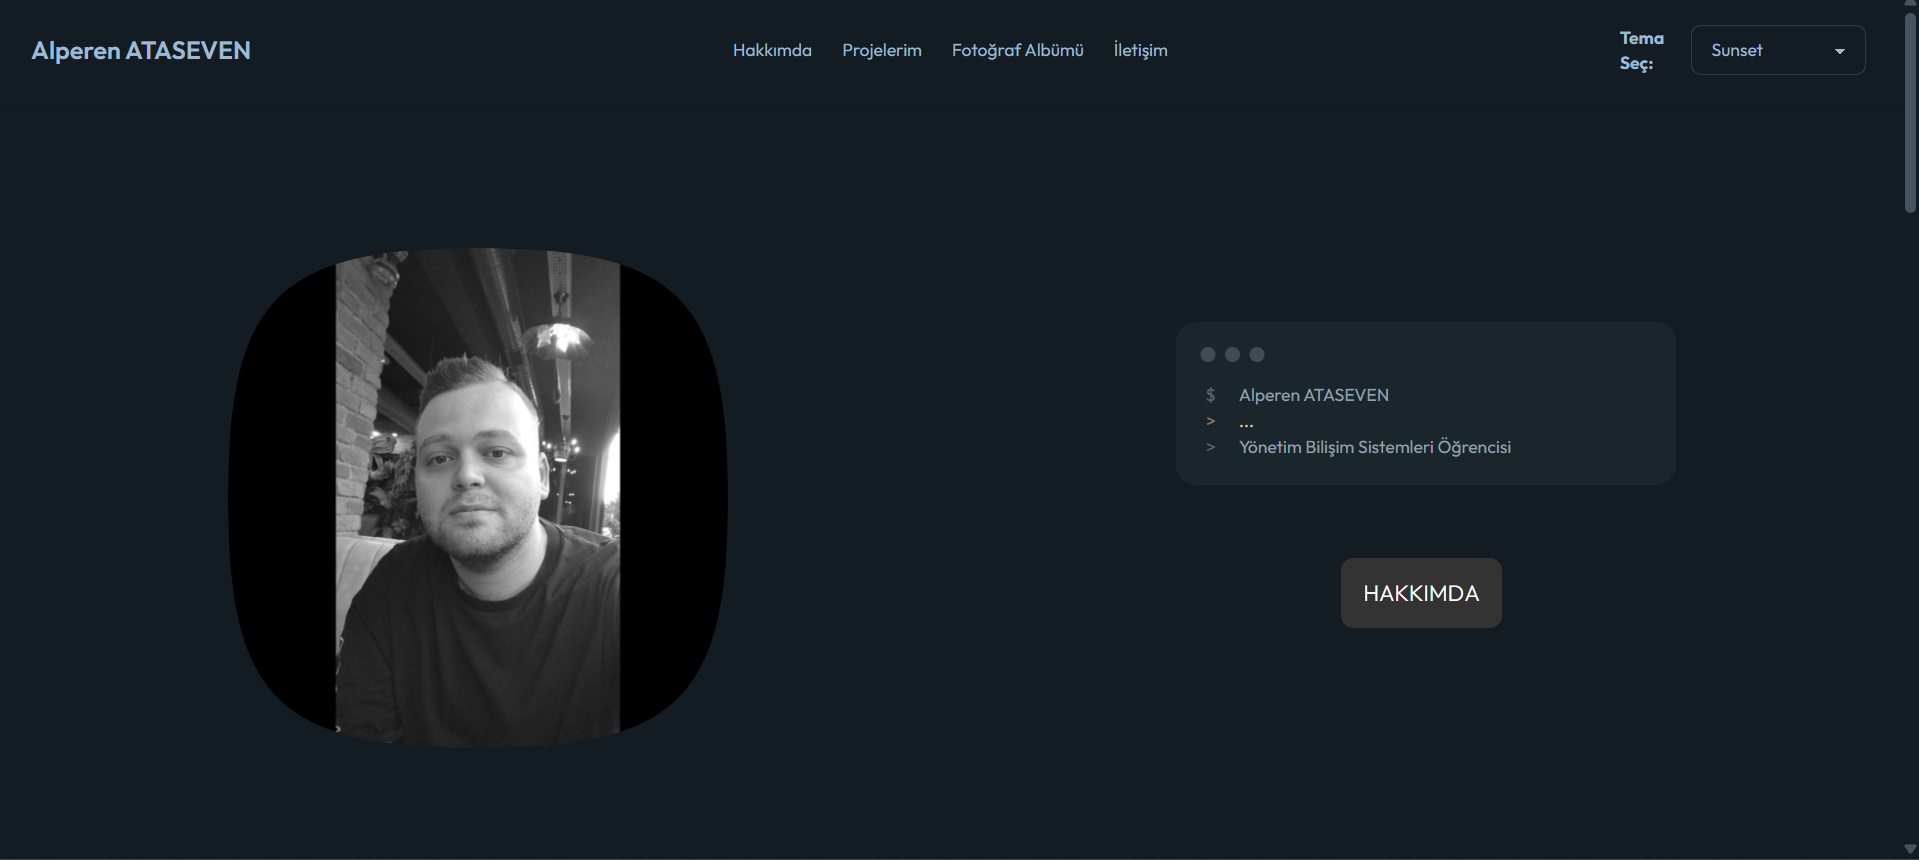 Alperen ATASEVEN
Hakkımda
Projelerim
Fotoğraf Albümü
İletişim
Tema
Seç:
Sunset
$ Alperen ATASEVEN
> ...
> Yönetim Bilişim Sistemleri Öğrencisi
HAKKIMDA